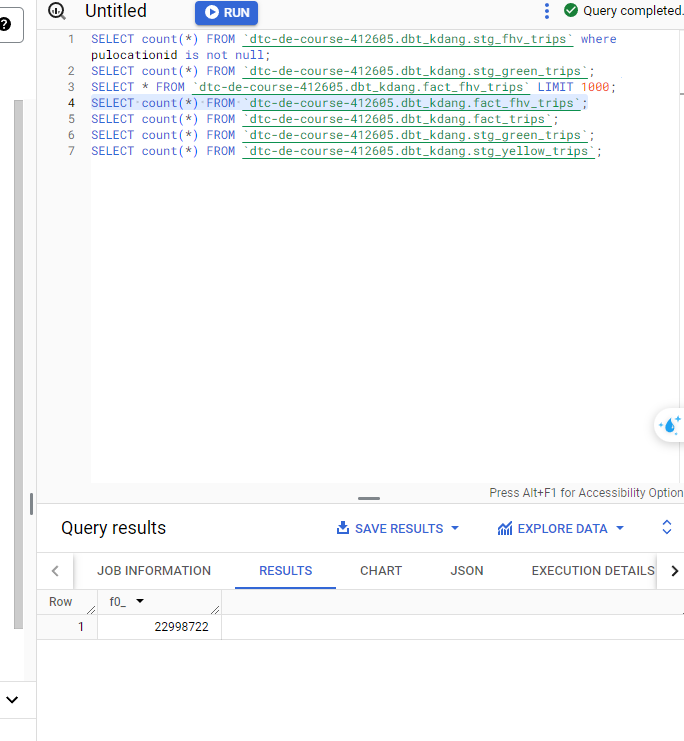 Untitled
RUN
Query completed.
1 SELECT count(*) FROM `dtc-de-course-412605.dbt_kdang.stg_fhv_trips` where
pulocationid is not null;
2 SELECT count(*) FROM `dtc-de-course-412605.dbt_kdang.stg_green_trips`;
3 SELECT * FROM `dtc-de-course-412605.dbt_kdang.fact_fhv_trips` LIMIT 1000;
4 SELECT count(*) FROM `dtc-de-course-412605.dbt_kdang.fact_fhv_trips`;
5 SELECT count(*) FROM `dtc-de-course-412605.dbt_kdang.fact_trips`;
6 SELECT count(*) FROM `dtc-de-course-412605.dbt_kdang.stg_green_trips`;
7 SELECT count(*) FROM `dtc-de-course-412605.dbt_kdang.stg_yellow_trips`;
Press Alt+F1 for Accessibility Option
Query results
SAVE RESULTS
EXPLORE DATA
JOB INFORMATION
RESULTS
CHART
JSON
EXECUTION DETAILS
Row f0_
1 22998722